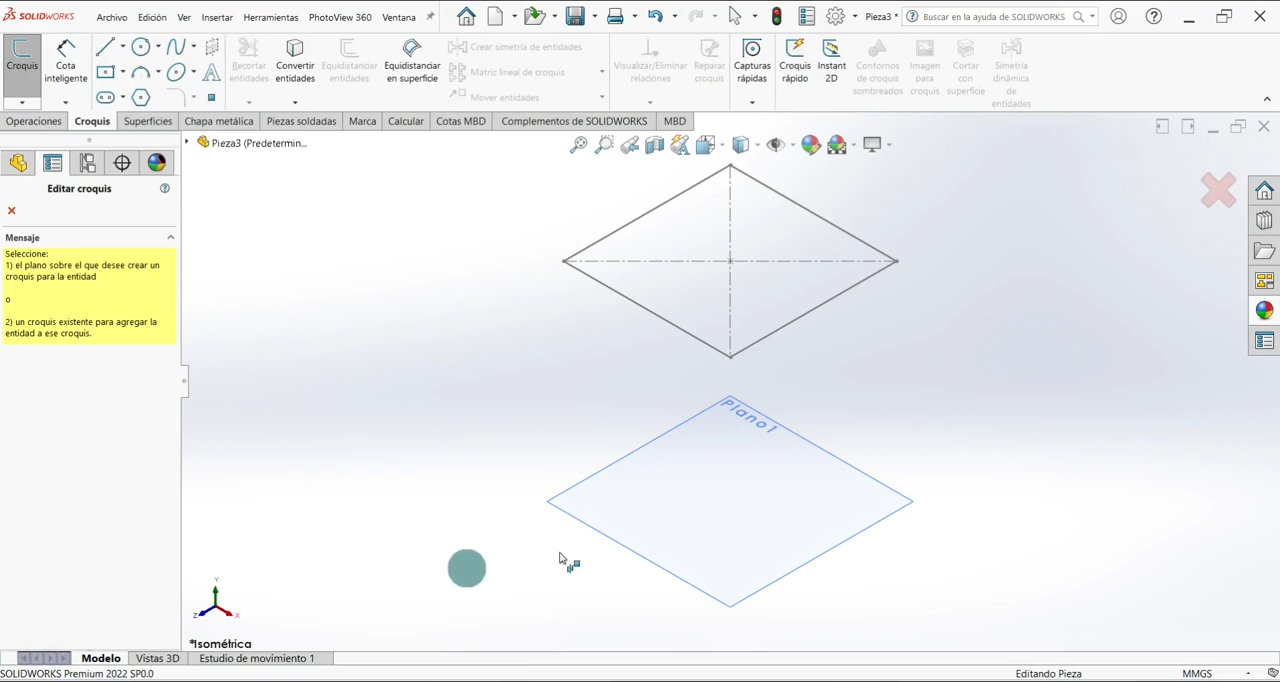 SOLIDWORKS Archivo Edición Ver Insertar Herramientas PhotoView 360 Ventana Pieza3 * Buscar en la ayuda de SOLIDWORKS
Croquis
Cota inteligente
Recortar entidades
Convertir entidades
Equidistanciar entidades
Equidistanciar en superficie
Crear simetría de entidades
Matriz lineal de croquis
Mover entidades
Visualizar/Eliminar relaciones
Reparar croquis
Capturas rápidas
Croquis rápido
Instant 2D
Contornos de croquis sombreados
Imagen para croquis
Cortar con superficie
Simetría dinámica de entidades
Operaciones Croquis Superficies Chapa metálica Piezas soldadas Marca Calcular Cotas MBD Complementos de SOLIDWORKS MBD
Pieza3 (Predetermin...
Editar croquis
Mensaje
Seleccione:
1) el plano sobre el que desee crear un
croquis para la entidad
o
2) un croquis existente para agregar la
entidad a ese croquis.
Plano1
Y
Z
X
*Isométrica
Modelo Vistas 3D Estudio de movimiento 1
SOLIDWORKS Premium 2022 SP0.0 Editando Pieza MMGS